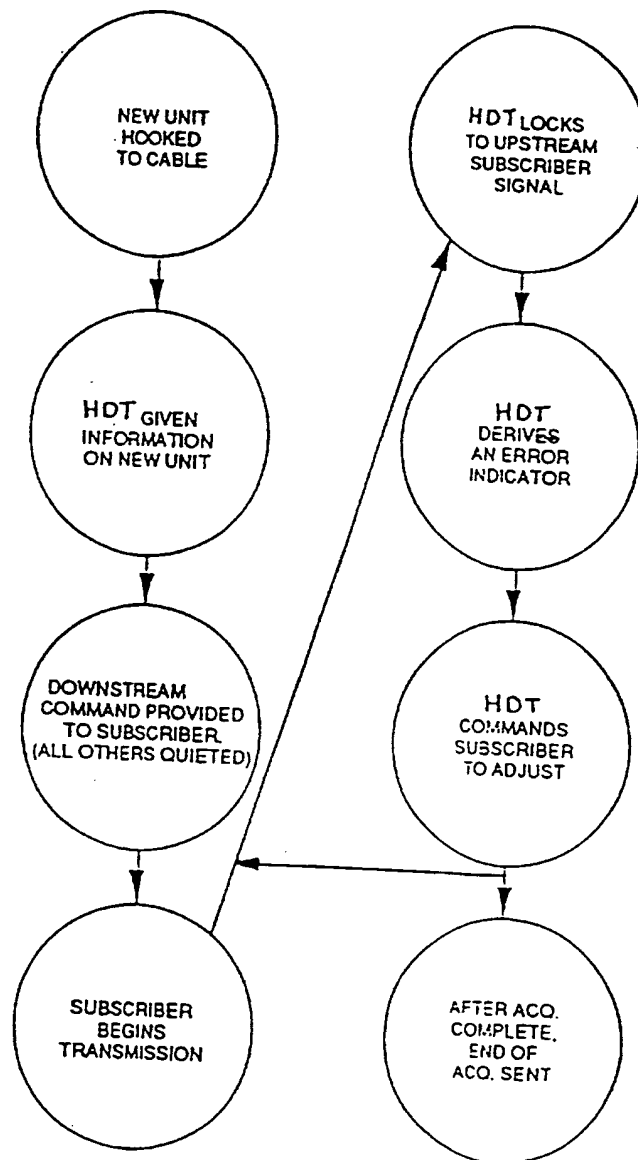 NEW UNIT
HOOKED
TO CABLE
HDT GIVEN
INFORMATION
ON NEW UNIT
DOWNSTREAM
COMMAND PROVIDED
TO SUBSCRIBER.
(ALL OTHERS QUIETED)
SUBSCRIBER
BEGINS
TRANSMISSION
HDT LOCKS
TO UPSTREAM
SUBSCRIBER
SIGNAL
HDT
DERIVES
AN ERROR
INDICATOR
HDT
COMMANDS
SUBSCRIBER
TO ADJUST
AFTER ACQ.
COMPLETE,
END OF
ACQ. SENT